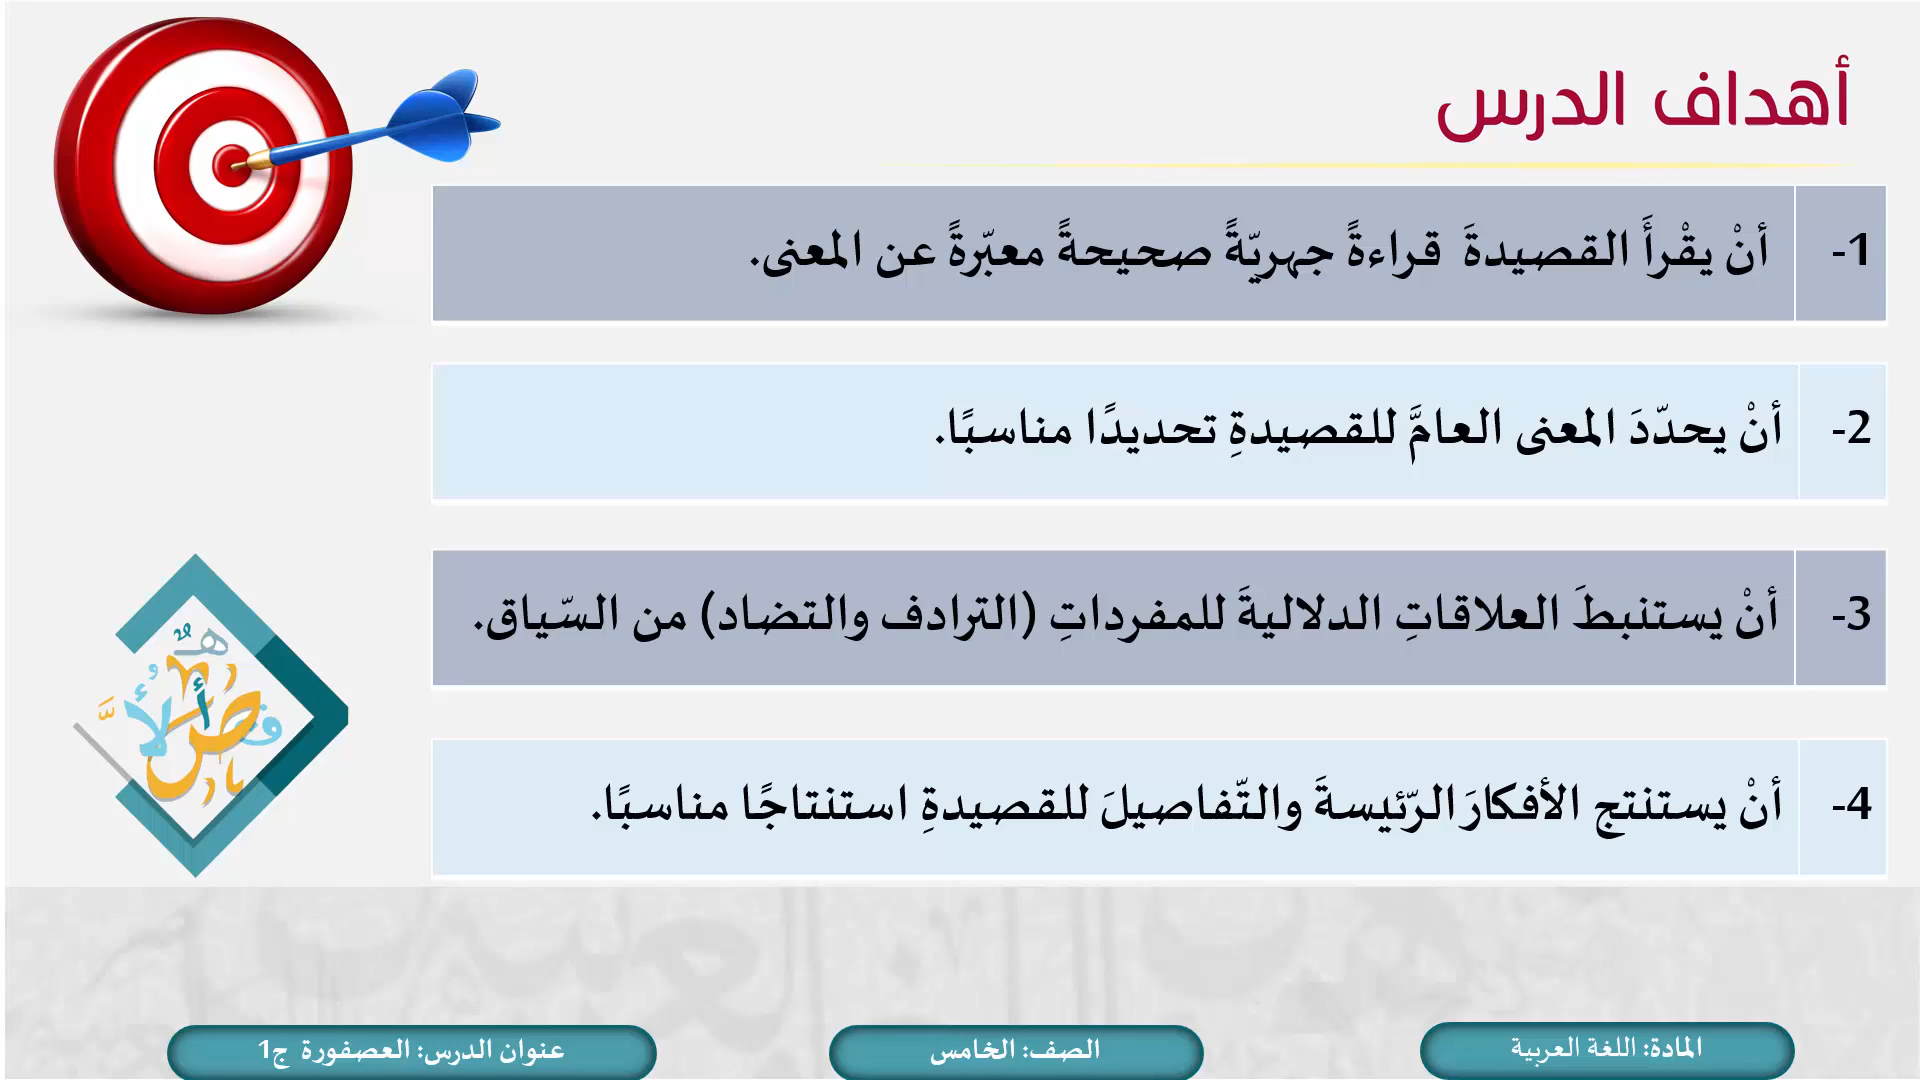 أهداف الدرس
1- أنْ يقْرأَ القصيدةَ قراءةً جهريّةً صحيحةً معبّرةً عن المعنى.
2- أنْ يحدّدَ المعنى العامَّ للقصيدةِ تحديدًا مناسبًا.
3- أنْ يستنبطَ العلاقاتِ الدلاليةَ للمفرداتِ (الترادف والتضاد) من السّياق.
4- أنْ يستنتج الأفكارَ الرّئيسةَ والتّفاصيلَ للقصيدةِ استنتاجًا مناسبًا.
المادة: اللغة العربية
الصف: الخامس
عنوان الدرس: العصفورة ج1